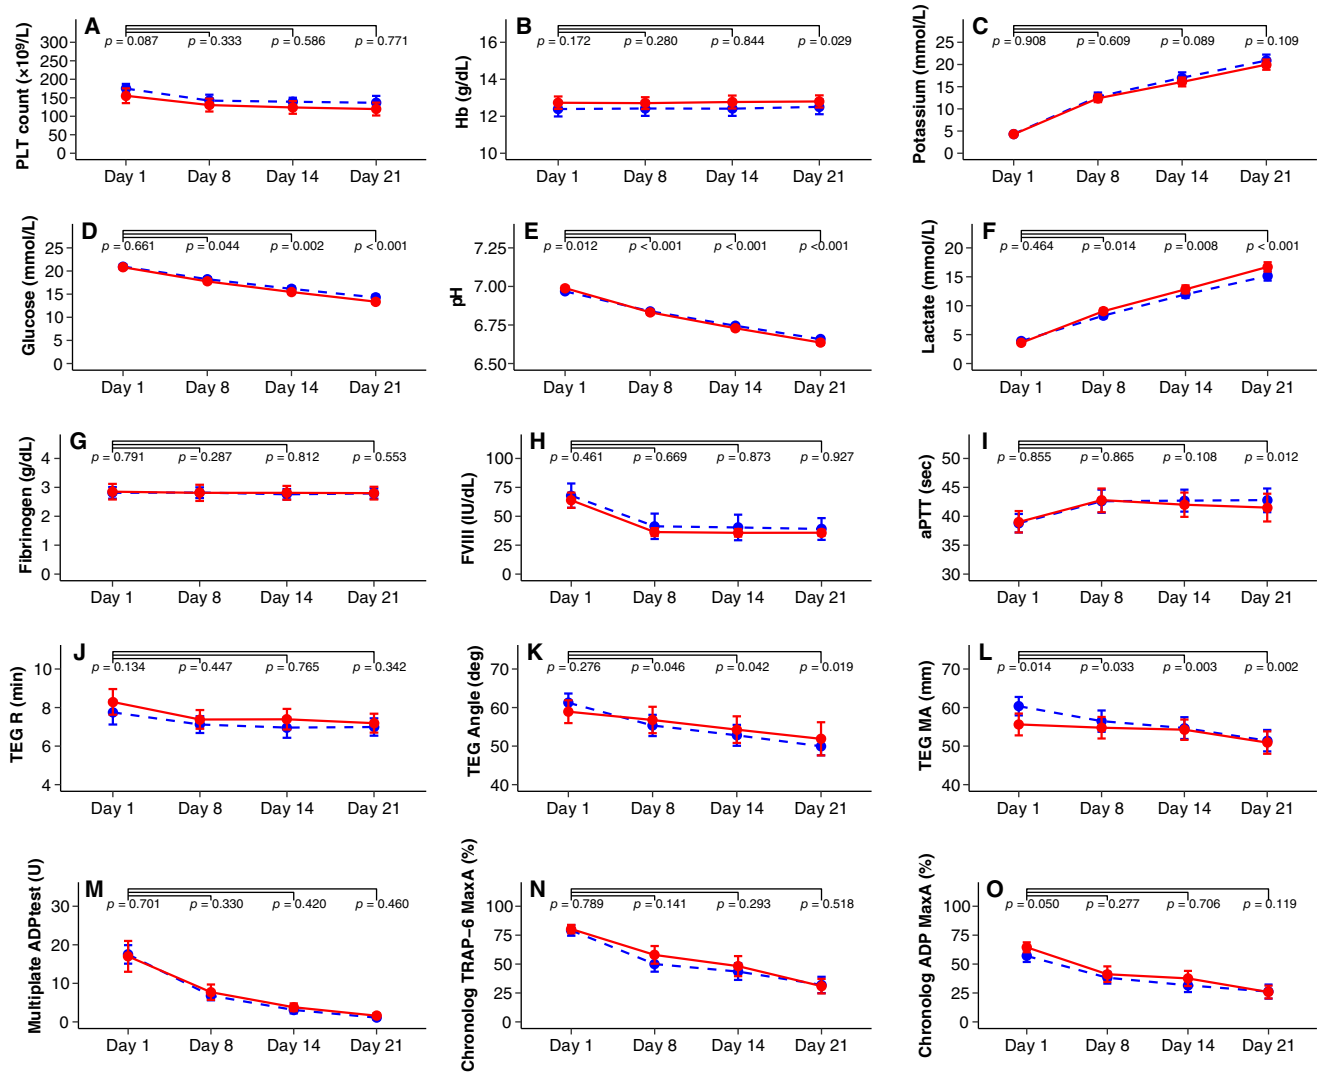 A
PLT count (×10⁹/L)
p = 0.087 p = 0.333 p = 0.586 p = 0.771
300
250
200
150
100
50
0
Day 1 Day 8 Day 14 Day 21
B
Hb (g/dL)
p = 0.172 p = 0.280 p = 0.844 p = 0.029
16
14
12
10
Day 1 Day 8 Day 14 Day 21
C
Potassium (mmol/L)
p = 0.908 p = 0.609 p = 0.089 p = 0.109
25
20
15
10
5
0
Day 1 Day 8 Day 14 Day 21
D
Glucose (mmol/L)
p = 0.661 p = 0.044 p = 0.002 p < 0.001
25
20
15
10
5
0
Day 1 Day 8 Day 14 Day 21
E
pH
p = 0.012 p < 0.001 p < 0.001 p <0.001
7.25
7.00
6.75
6.50
Day 1 Day 8 Day 14 Day 21
F
Lactate (mmol/L)
p = 0.464 p = 0.014 p = 0.008 p < 0.001
20
15
10
5
0
Day 1 Day 8 Day 14 Day 21
G
Fibrinogen (g/dL)
p = 0.791 p = 0.287 p = 0.812 p = 0.553
4
3
2
1
0
Day 1 Day 8 Day 14 Day 21
H
FVIII (IU/dL)
p = 0.461 p = 0.669 p = 0.873 p = 0.927
100
75
50
25
0
Day 1 Day 8 Day 14 Day 21
I
aPTT (sec)
p = 0.855 p = 0.865 p = 0.108 p = 0.012
50
45
40
35
30
Day 1 Day 8 Day 14 Day 21
J
TEG R (min)
p = 0.134 p = 0.447 p = 0.765 p = 0.342
10
8
6
4
Day 1 Day 8 Day 14 Day 21
K
TEG Angle (deg)
p = 0.276 p = 0.046 p = 0.042 p = 0.019
70
60
50
40
Day 1 Day 8 Day 14 Day 21
L
TEG MA (mm)
p = 0.014 p = 0.033 p = 0.003 p = 0.002
70
60
50
40
Day 1 Day 8 Day 14 Day 21
M
Multiplate ADPtest (U)
p = 0.701 p = 0.330 p = 0.420 p = 0.460
30
20
10
0
Day 1 Day 8 Day 14 Day 21
N
Chronolog TRAP−6 MaxA (%)
p = 0.789 p = 0.141 p = 0.293 p = 0.518
100
75
50
25
0
Day 1 Day 8 Day 14 Day 21
O
Chronolog ADP MaxA (%)
p = 0.050 p = 0.277 p = 0.706 p = 0.119
100
75
50
25
0
Day 1 Day 8 Day 14 Day 21